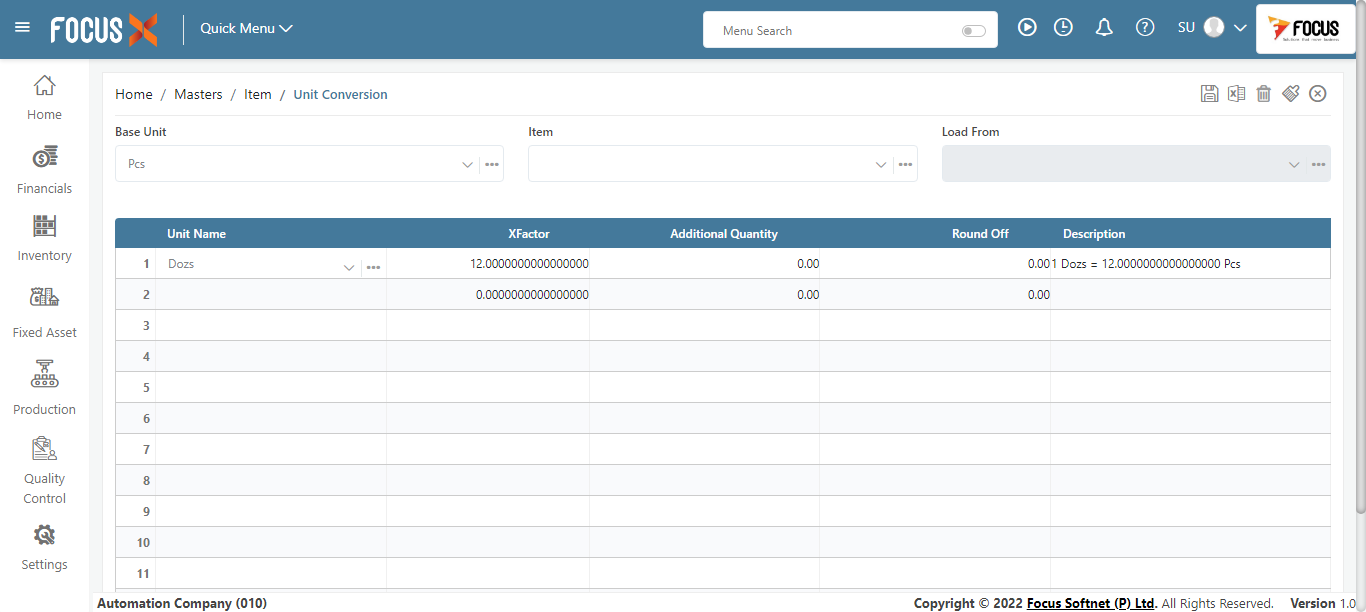 FOCUS X Quick Menu Menu Search SU FOCUS
Home
Financials
Inventory
Fixed Asset
Production
Quality
Control
Settings
Home / Masters / Item / Unit Conversion
Base Unit Item Load From
Pcs
Unit Name XFactor Additional Quantity Round Off Description
1 Dozs 12.0000000000000000 0.00 0.00 1 Dozs = 12.0000000000000000 Pcs
2 0.0000000000000000 0.00 0.00
3
4
5
6
7
8
9
10
11
Automation Company (010) Copyright © 2022 Focus Softnet (P) Ltd. All Rights Reserved. Version 1.0